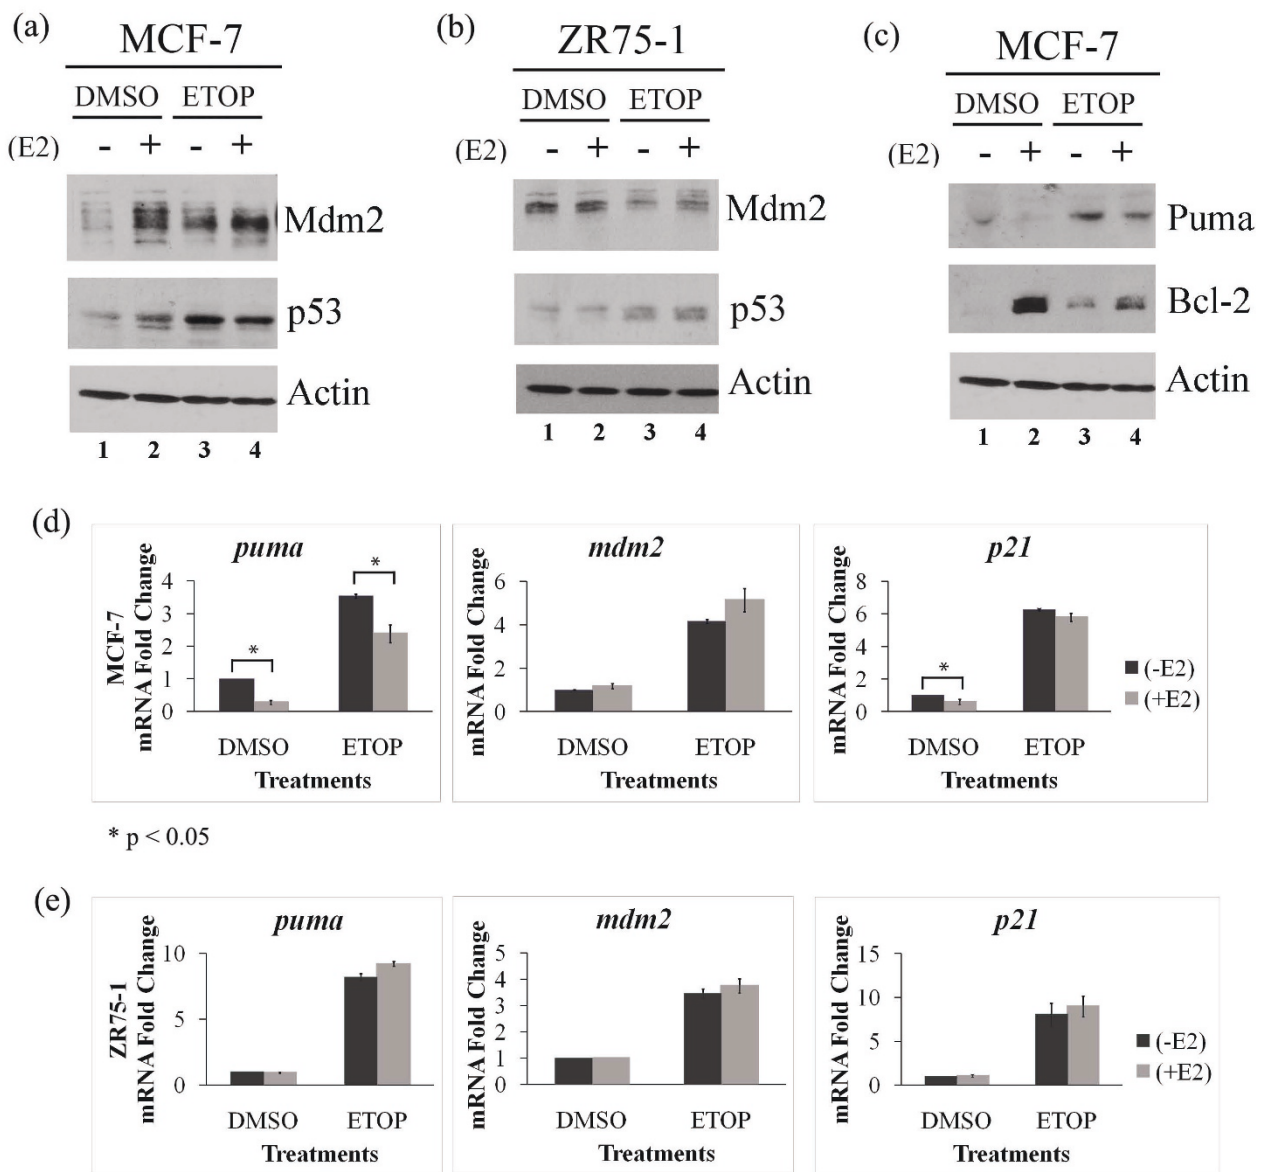 (a)
MCF-7
DMSO ETOP
(E2) - + - +
Mdm2
p53
Actin
1 2 3 4
(b)
ZR75-1
DMSO ETOP
(E2) - + - +
Mdm2
p53
Actin
1 2 3 4
(c)
MCF-7
DMSO ETOP
(E2) - + - +
Puma
Bcl-2
Actin
1 2 3 4
(d)
MCF-7
mRNA Fold Change
puma
4
3
2
1
0
*
*
DMSO ETOP
Treatments
mRNA Fold Change
mdm2
6
4
2
0
DMSO ETOP
Treatments
mRNA Fold Change
p21
8
6
4
2
0
*
DMSO ETOP
Treatments
(-E2)
(+E2)
* p < 0.05
(e)
ZR75-1
mRNA Fold Change
puma
10
5
0
DMSO ETOP
Treatments
mRNA Fold Change
mdm2
5
4
3
2
1
0
DMSO ETOP
Treatments
mRNA Fold Change
p21
15
10
5
0
DMSO ETOP
Treatments
(-E2)
(+E2)